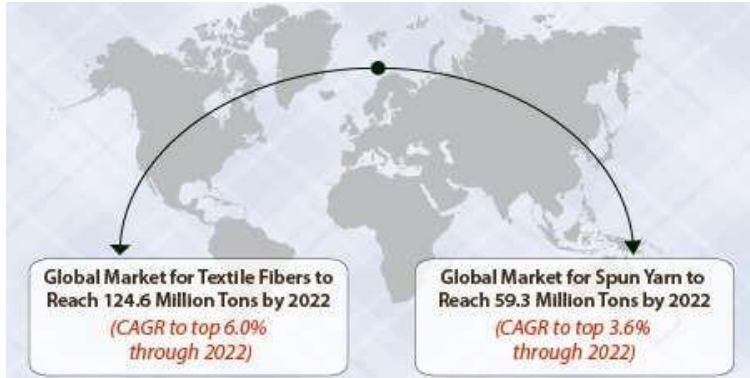 Global Market for Textile Fibers to
Reach 124.6 Million Tons by 2022
(CAGR to top 6.0%
through 2022)
Global Market for Spun Yarn to
Reach 59.3 Million Tons by 2022
(CAGR to top 3.6%
through 2022)